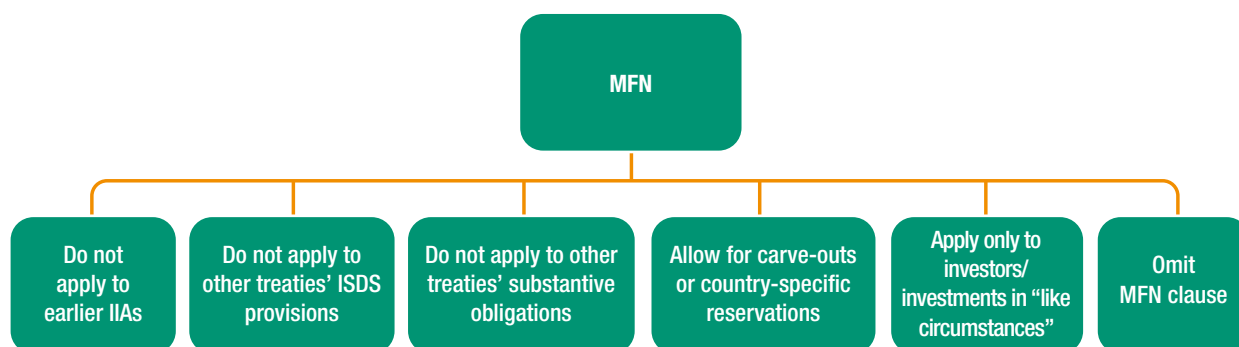 MFN
Do not
apply to
earlier IIAs
Do not apply to
other treaties’ ISDS
provisions
Do not apply to other
treaties’ substantive
obligations
Allow for carve-outs
or country-specific
reservations
Apply only to
investors/
investments in “like
circumstances”
Omit
MFN clause